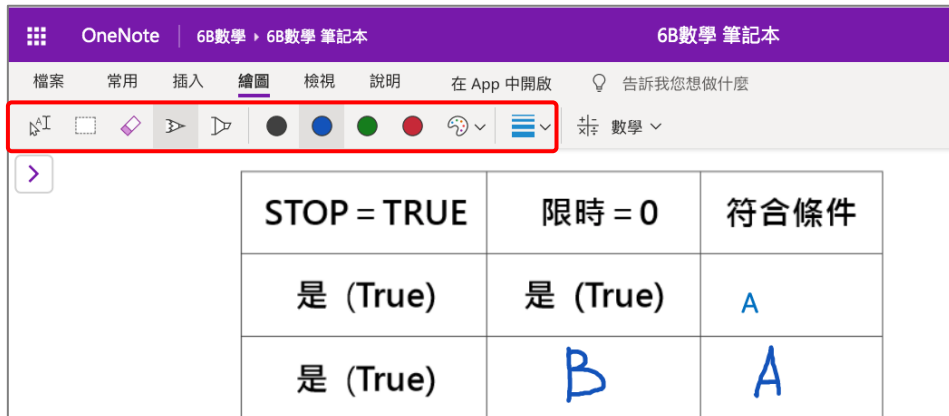 OneNote 6B數學 ▸ 6B數學 筆記本 6B數學 筆記本
檔案 常用 插入 繪圖 檢視 說明 在 App 中開啟 告訴我您想做什麼
數學
STOP = TRUE 限時 = 0 符合條件
是 (True) 是 (True) A
是 (True) B A